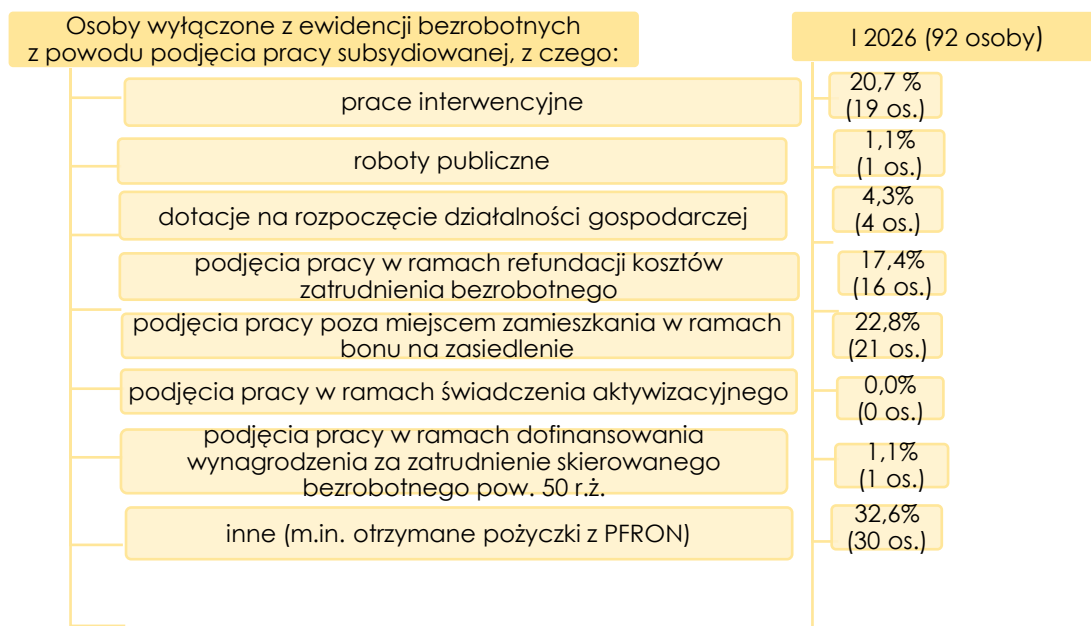 Osoby wyłączone z ewidencji bezrobotnych
z powodu podjęcia pracy subsydiowanej, z czego:
I 2026 (92 osoby)
prace interwencyjne
20,7 %
(19 os.)
roboty publiczne
1,1%
(1 os.)
dotacje na rozpoczęcie działalności gospodarczej
4,3%
(4 os.)
podjęcia pracy w ramach refundacji kosztów
zatrudnienia bezrobotnego
17,4%
(16 os.)
podjęcia pracy poza miejscem zamieszkania w ramach
bonu na zasiedlenie
22,8%
(21 os.)
podjęcia pracy w ramach świadczenia aktywizacyjnego
0,0%
(0 os.)
podjęcia pracy w ramach dofinansowania
wynagrodzenia za zatrudnienie skierowanego
bezrobotnego pow. 50 r.ż.
1,1%
(1 os.)
inne (m.in. otrzymane pożyczki z PFRON)
32,6%
(30 os.)